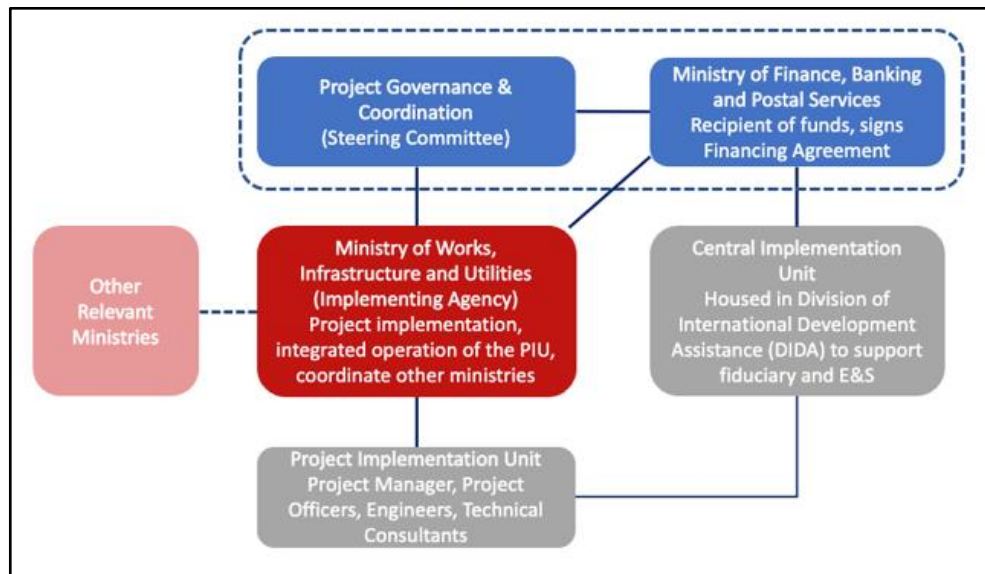 Project Governance &
Coordination
(Steering Committee)
Ministry of Finance, Banking
and Postal Services
Recipient of funds, signs
Financing Agreement
Other
Relevant
Ministries
Ministry of Works,
Infrastructure and Utilities
(Implementing Agency)
Project implementation,
integrated operation of the PIU,
coordinate other ministries
Central Implementation
Unit
Housed in Division of
International Development
Assistance (DIDA) to support
fiduciary and E&S
Project Implementation Unit
Project Manager, Project
Officers, Engineers, Technical
Consultants